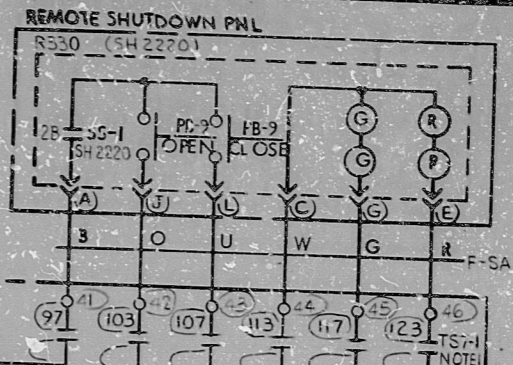 REMOTE SHUTDOWN PNL
R330 (SH 2220)
2B SS-1 PB-9 PB-9 G R
SH 2220 OPEN CLOSE G R
A J L C G E
B O U W G R
F-SA
41 42 43 44 45 46
97 103 107 113 117 123
TS7-1
NOTE1